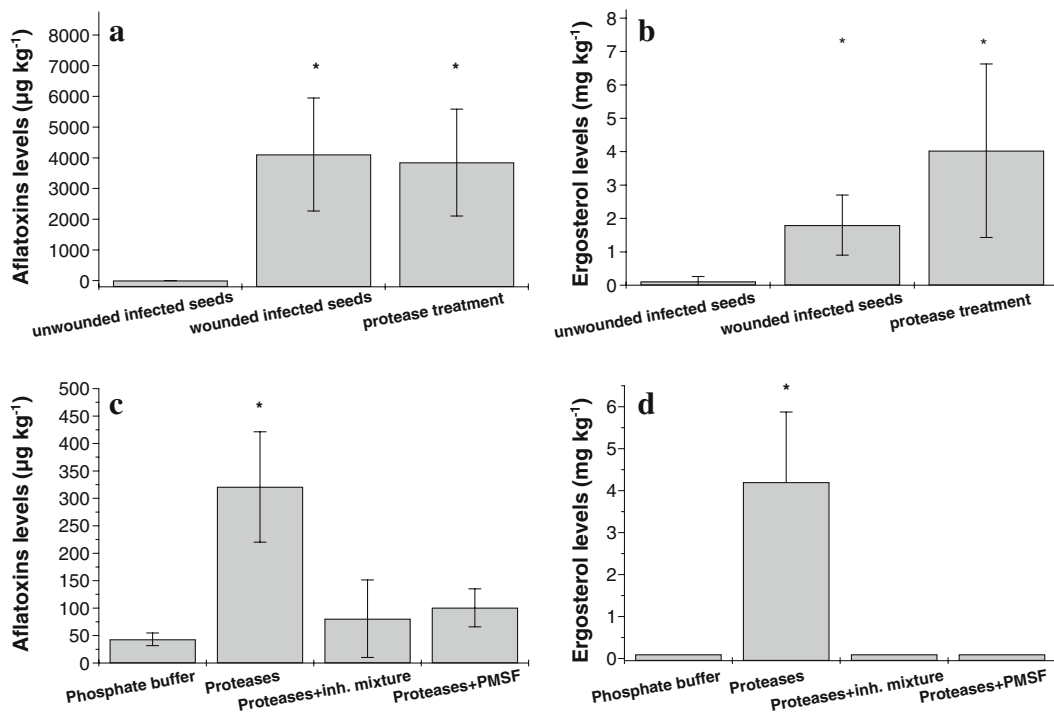 a
Aflatoxins levels (µg kg-1)
8000
7000
6000
5000
4000
3000
2000
1000
0
*
*
unwounded infected seeds
wounded infected seeds
protease treatment
b
Ergosterol levels (mg kg-1)
8
7
6
5
4
3
2
1
0
*
*
unwounded infected seeds
wounded infected seeds
protease treatment
c
Aflatoxins levels (µg kg-1)
500
450
400
350
300
250
200
150
100
50
0
*
Phosphate buffer
Proteases
Proteases+inh. mixture
Proteases+PMSF
d
Ergosterol levels (mg kg-1)
6
5
4
4
2
1
0
*
Phosphate buffer
Proteases
Proteases+inh. mixture
Proteases+PMSF